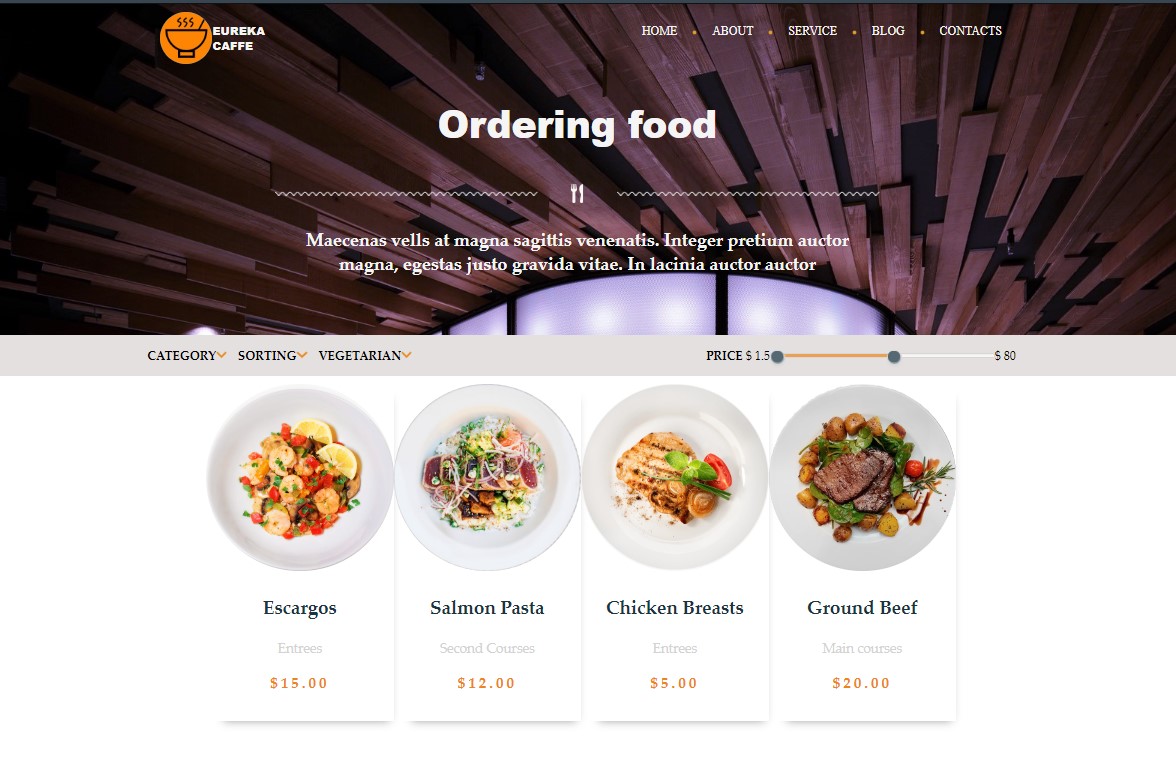 EUREKA
CAFFE
HOME • ABOUT • SERVICE • BLOG • CONTACTS
Ordering food
Maecenas vells at magna sagittis venenatis. Integer pretium auctor
magna, egestas justo gravida vitae. In lacinia auctor auctor
CATEGORY SORTING VEGETARIAN PRICE $ 1.5 $ 80
Escargos
Entrees
$15.00
Salmon Pasta
Second Courses
$12.00
Chicken Breasts
Entrees
$5.00
Ground Beef
Main courses
$20.00